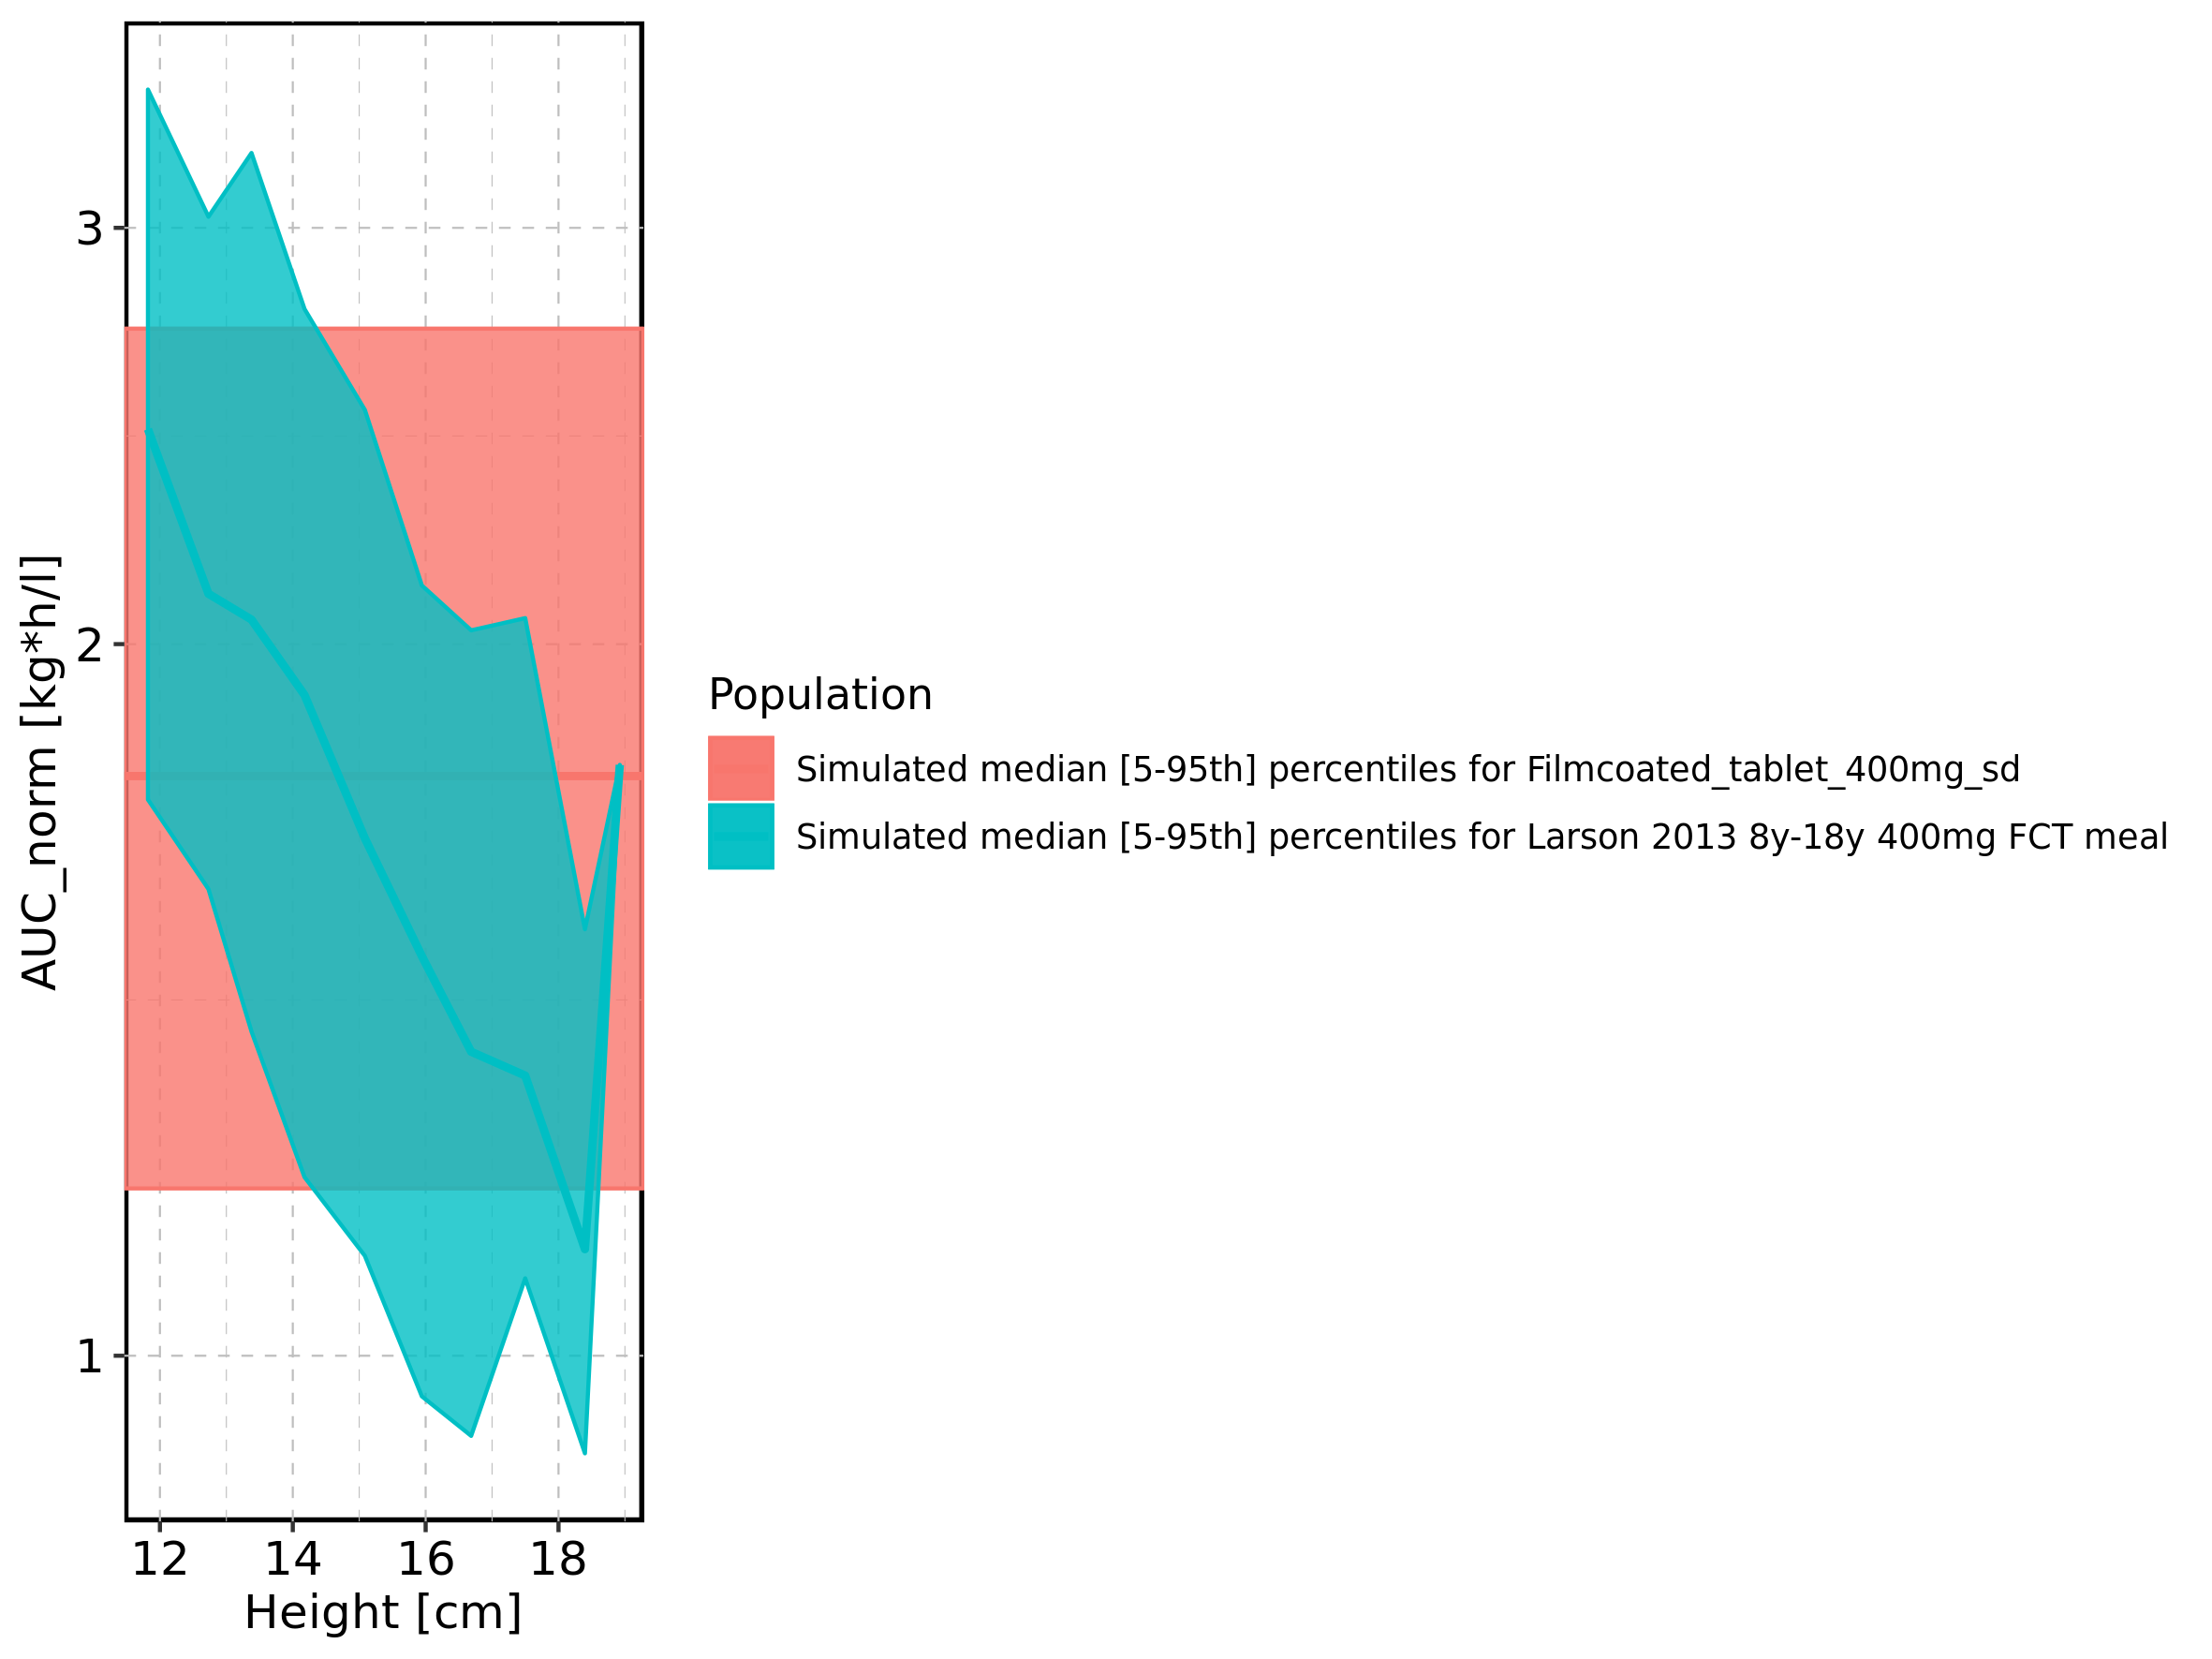 3
2
1
AUC_norm [kg*h/l]
12 14 16 18
Height [cm]
Population
Simulated median [5-95th] percentiles for Filmcoated_tablet_400mg_sd
Simulated median [5-95th] percentiles for Larson 2013 8y-18y 400mg FCT meal